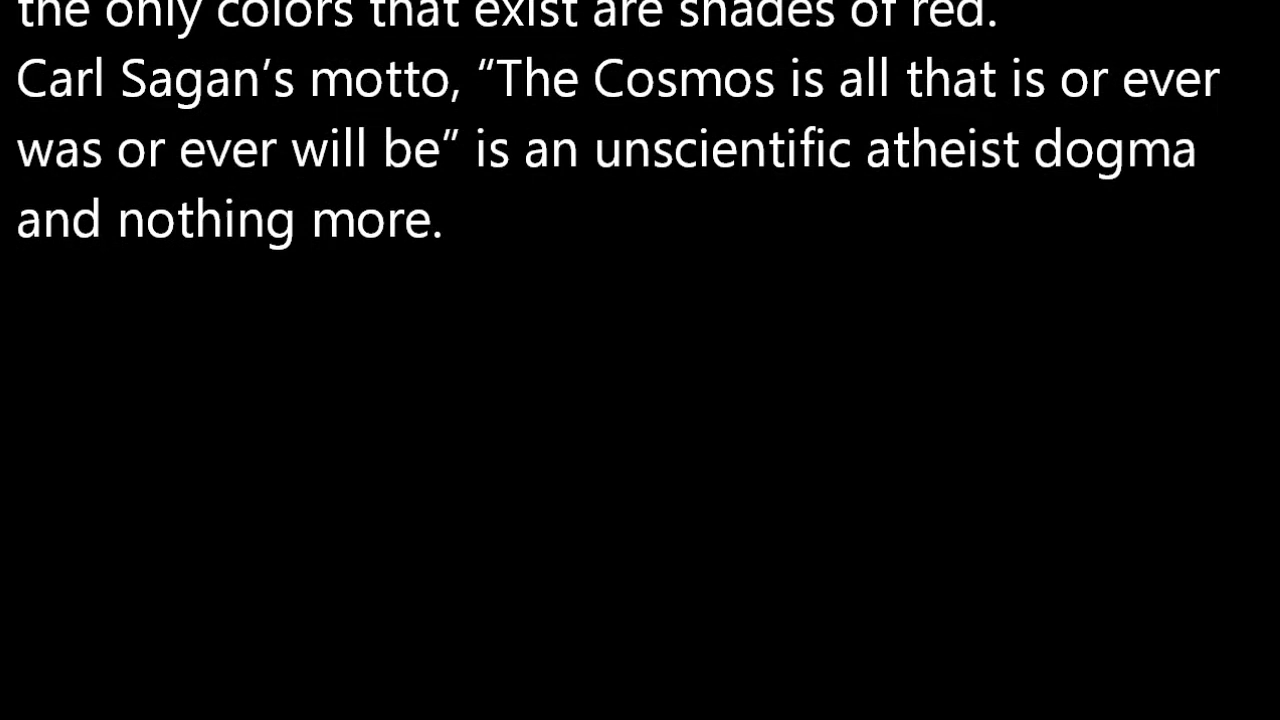 the only colors that exist are shades of red.
Carl Sagan’s motto, “The Cosmos is all that is or ever
was or ever will be” is an unscientific atheist dogma
and nothing more.